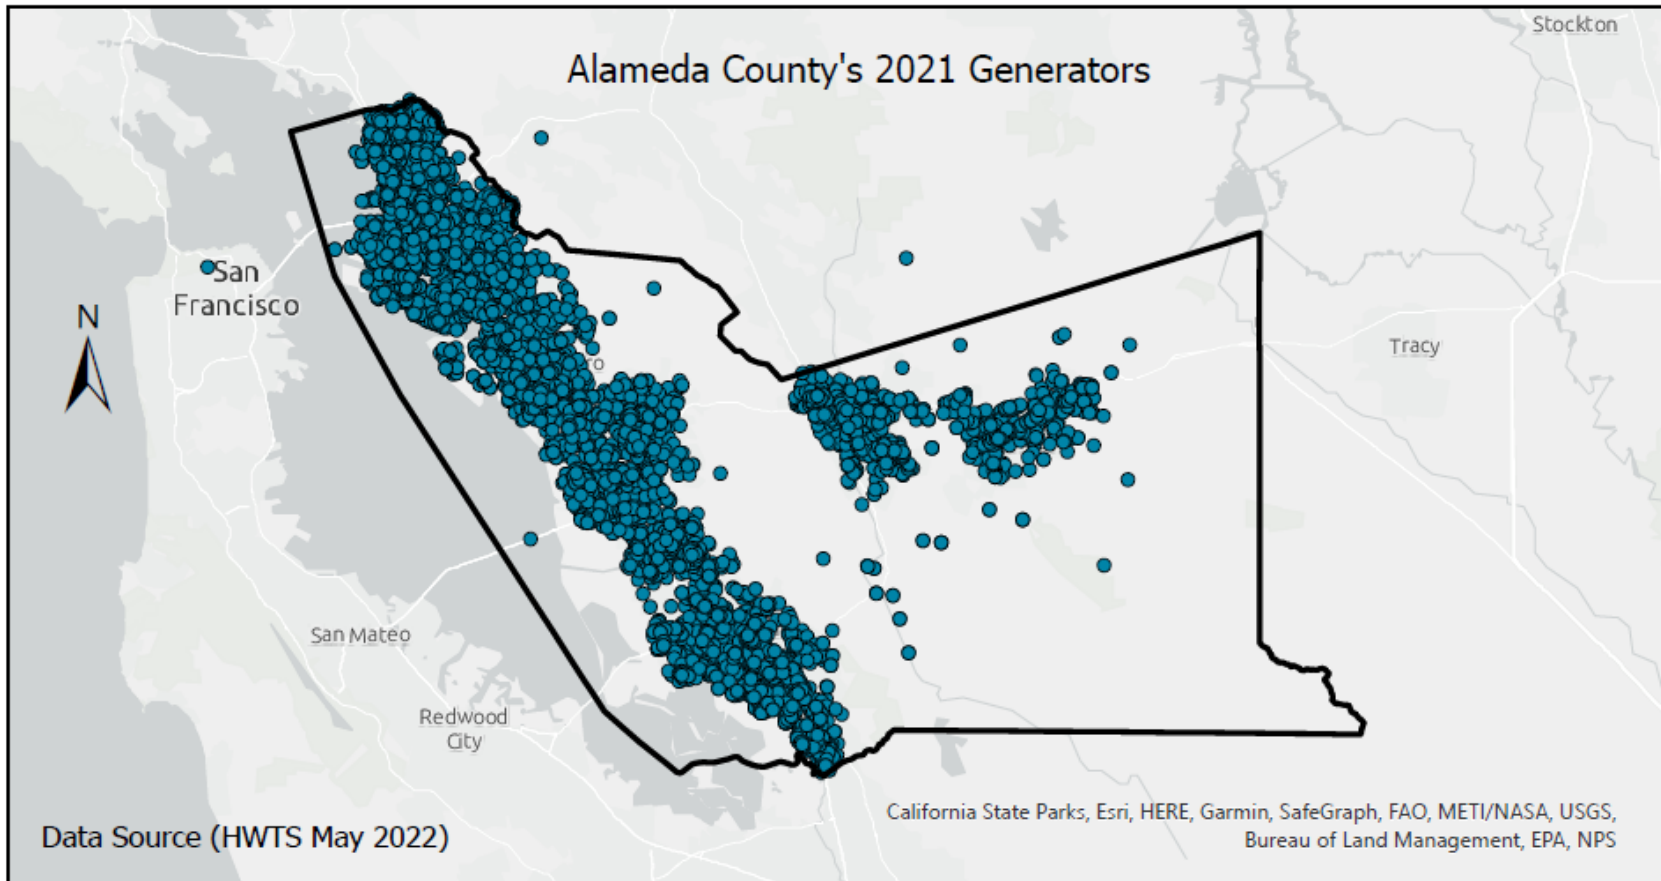 Stockton
Alameda County's 2021 Generators
San
Francisco
N
ro
Tracy
San Mateo
Redwood
City
California State Parks, Esri, HERE, Garmin, SafeGraph, FAO, METI/NASA, USGS,
Bureau of Land Management, EPA, NPS
Data Source (HWTS May 2022)